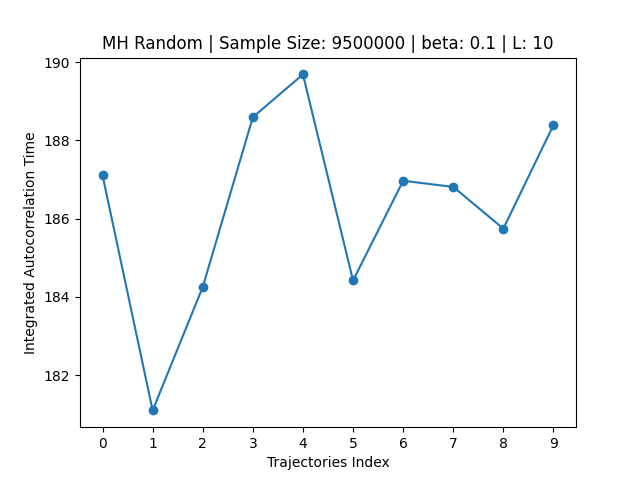 MH Random | Sample Size: 9500000 | beta: 0.1 | L: 10
190
188
186
184
182
Integrated Autocorrelation Time
0 1 2 3 4 5 6 7 8 9
Trajectories Index